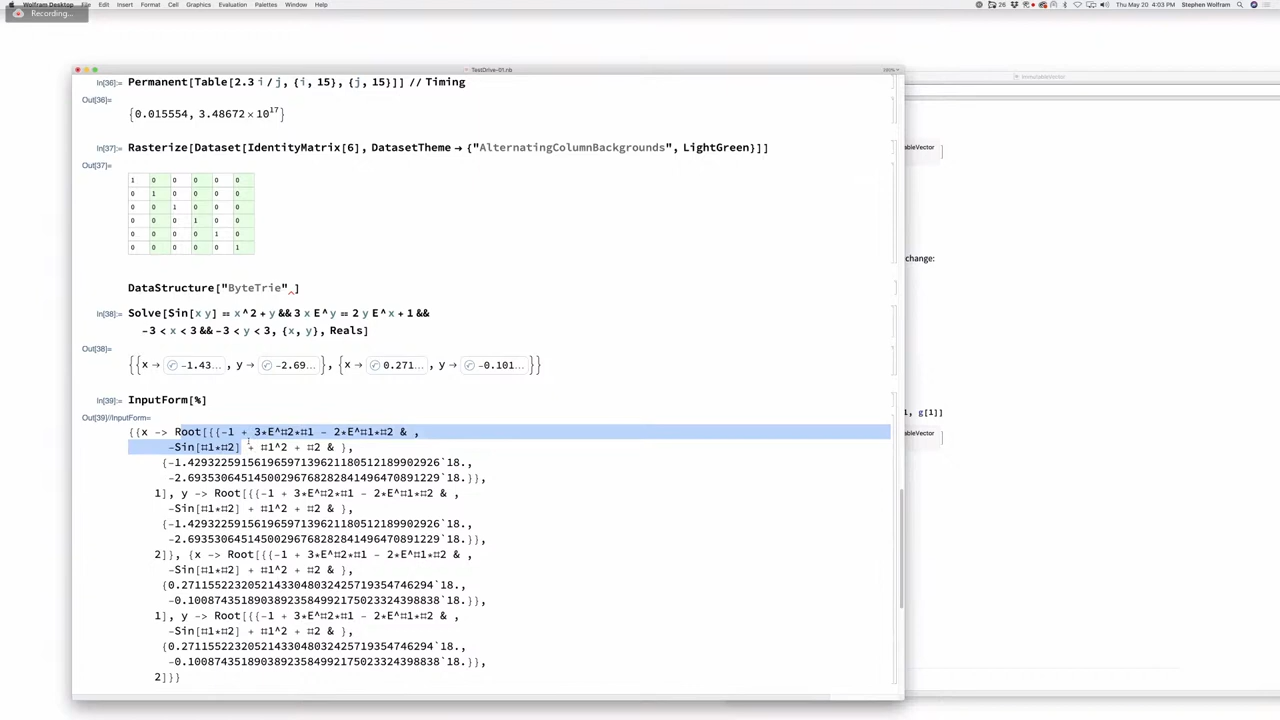 Wolfram Desktop File Edit Insert Format Cell Graphics Evaluation Palettes Window Help
26 Thu May 20 4:03 PM Stephen Wolfram
Recording...
TestDrive-01.nb
ImmutableVector
In[36]:= Permanent[Table[2.3 i / j, {i, 15}, {j, 15}]] // Timing
Out[36]=
{0.015554, 3.48672×10^17}
In[37]:= Rasterize[Dataset[IdentityMatrix[6], DatasetTheme → {"AlternatingColumnBackgrounds", LightGreen}]]
ableVector
Out[37]=
1 0 0 0 0 0
0 1 0 0 0 0
0 0 1 0 0 0
0 0 0 1 0 0
0 0 0 0 1 0
0 0 0 0 0 1
change:
DataStructure["ByteTrie" ]
In[38]:= Solve[Sin[x y] == x^2 + y && 3 x E^y == 2 y E^x + 1 &&
-3 < x < 3 && -3 < y < 3, {x, y}, Reals]
Out[38]=
{{x → -1.43..., y → -2.69...}, {x → 0.271..., y → -0.101...}}
In[39]:= InputForm[%]
l, g[1]]
Out[39]//InputForm=
{{x -> Root[{{-1 + 3*E^#2*#1 - 2*E^#1*#2 & ,
ableVector
-Sin[#1*#2] + #1^2 + #2 & },
{-1.42932259156196597139621180512189902926`18.,
-2.69353064514500296768282841496470891229`18.}},
1], y -> Root[{{-1 + 3*E^#2*#1 - 2*E^#1*#2 & ,
-Sin[#1*#2] + #1^2 + #2 & },
{-1.42932259156196597139621180512189902926`18.,
-2.69353064514500296768282841496470891229`18.}},
2]}, {x -> Root[{{-1 + 3*E^#2*#1 - 2*E^#1*#2 & ,
-Sin[#1*#2] + #1^2 + #2 & },
{0.27115522320521433048032425719354746294`18.,
-0.10087435189038923584992175023324398838`18.}},
1], y -> Root[{{-1 + 3*E^#2*#1 - 2*E^#1*#2 & ,
-Sin[#1*#2] + #1^2 + #2 & },
{0.27115522320521433048032425719354746294`18.,
-0.10087435189038923584992175023324398838`18.}},
2]}}